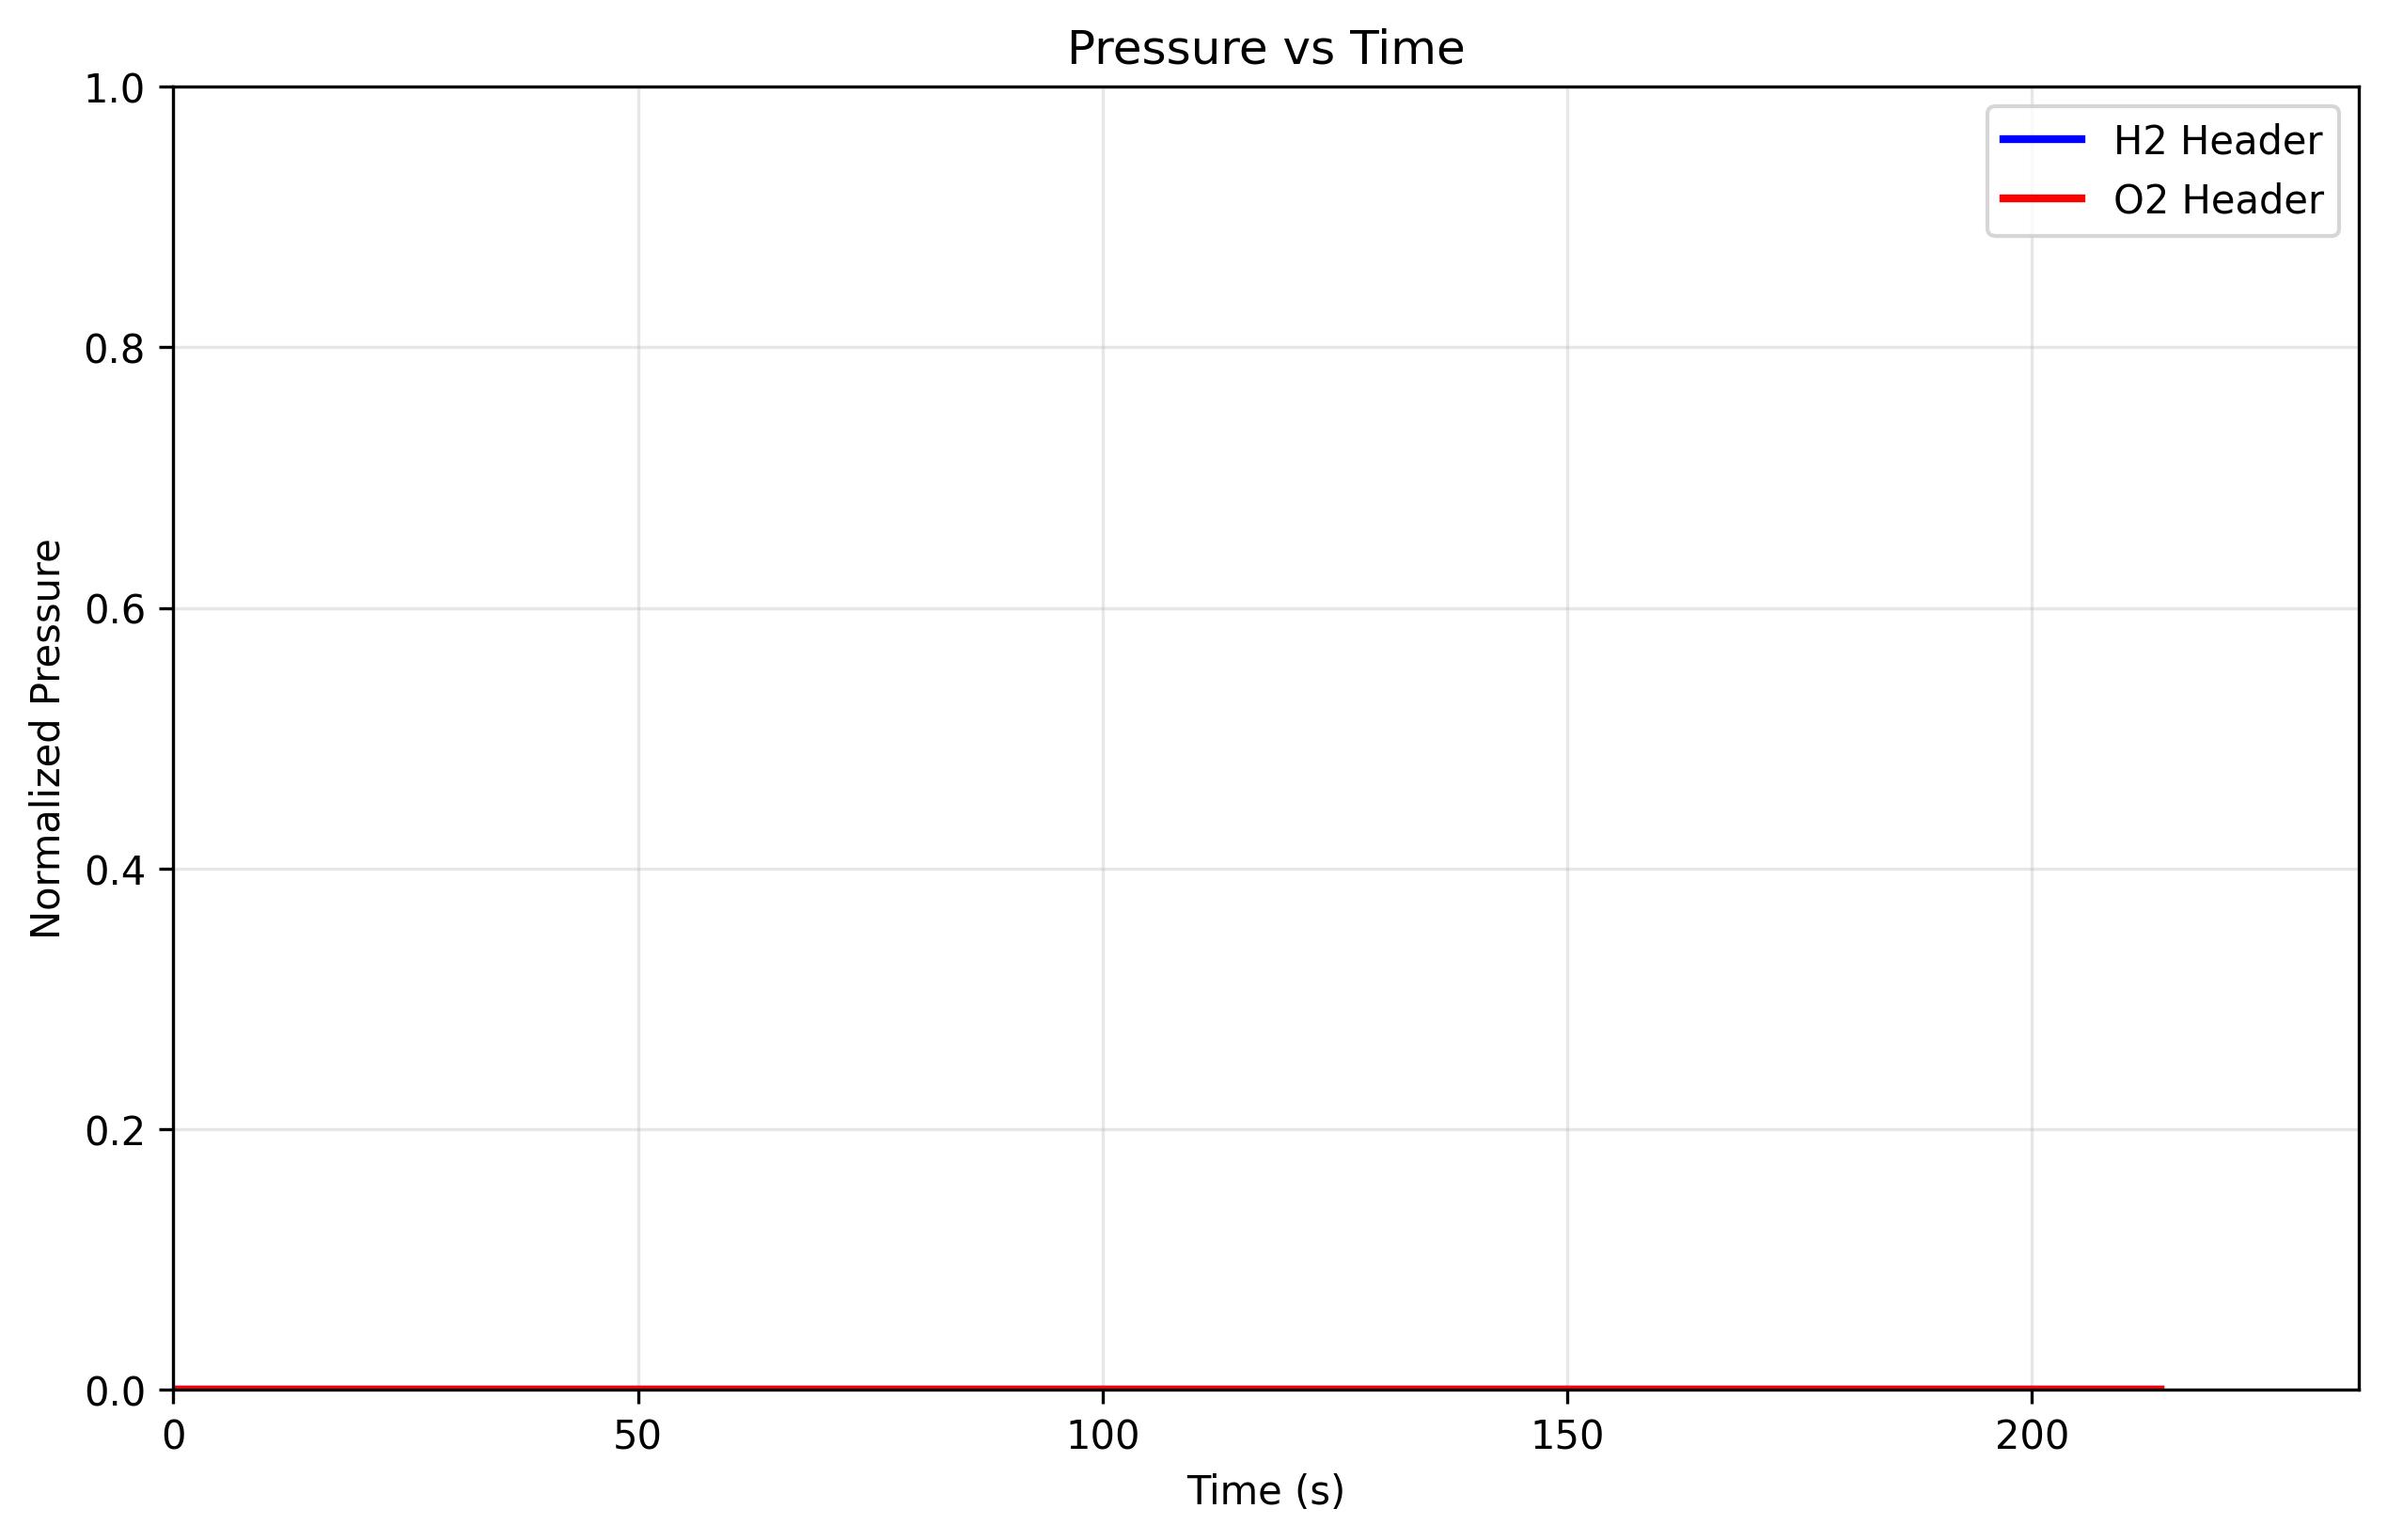 Pressure vs Time
1.0
0.8
0.6
0.4
0.2
0.0
Normalized Pressure
H2 Header
O2 Header
0 50 100 150 200
Time (s)